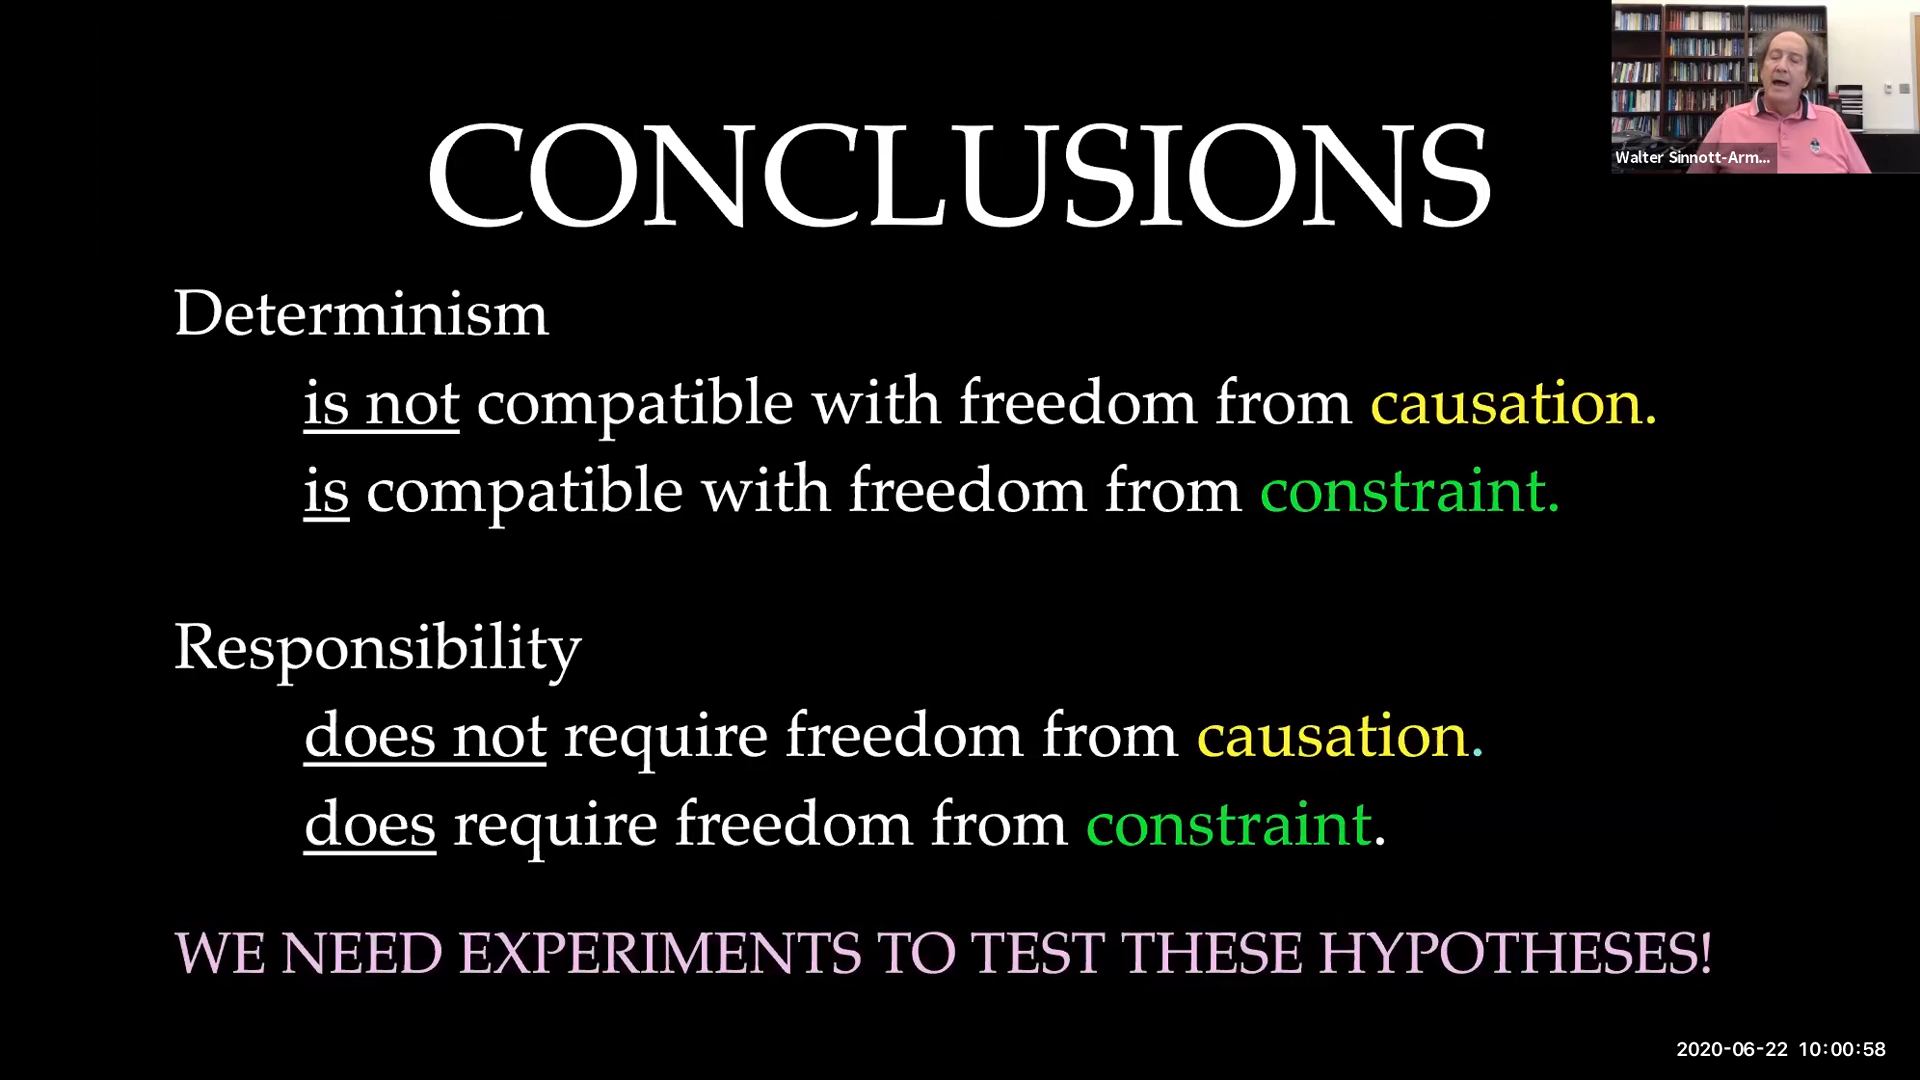 Walter Sinnott-Arm...
CONCLUSIONS
Determinism
is not compatible with freedom from causation.
is compatible with freedom from constraint.
Responsibility
does not require freedom from causation.
does require freedom from constraint.
WE NEED EXPERIMENTS TO TEST THESE HYPOTHESES!
2020-06-22 10:00:58